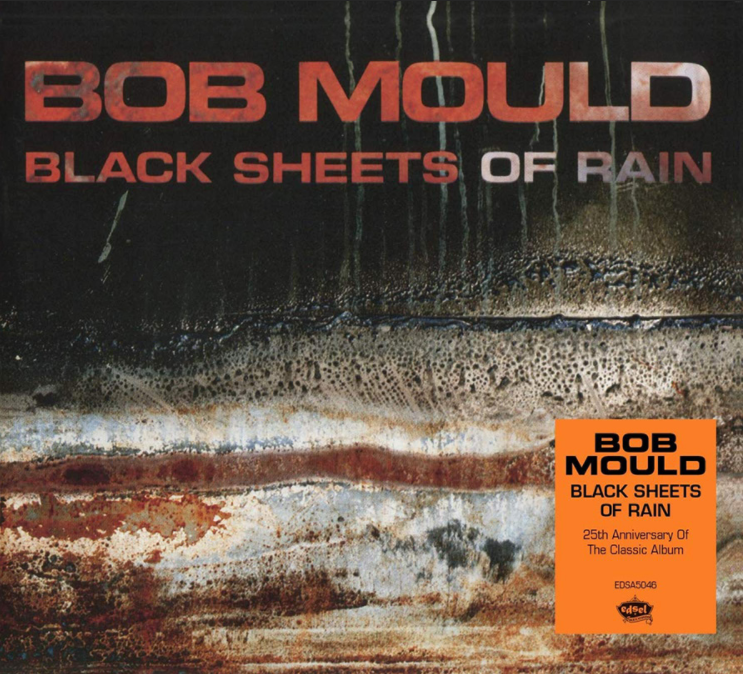 BOB MOULD
BLACK SHEETS OF RAIN
BOB
MOULD
BLACK SHEETS
OF RAIN
25th Anniversary Of
The Classic Album
EDSA5046
edsel